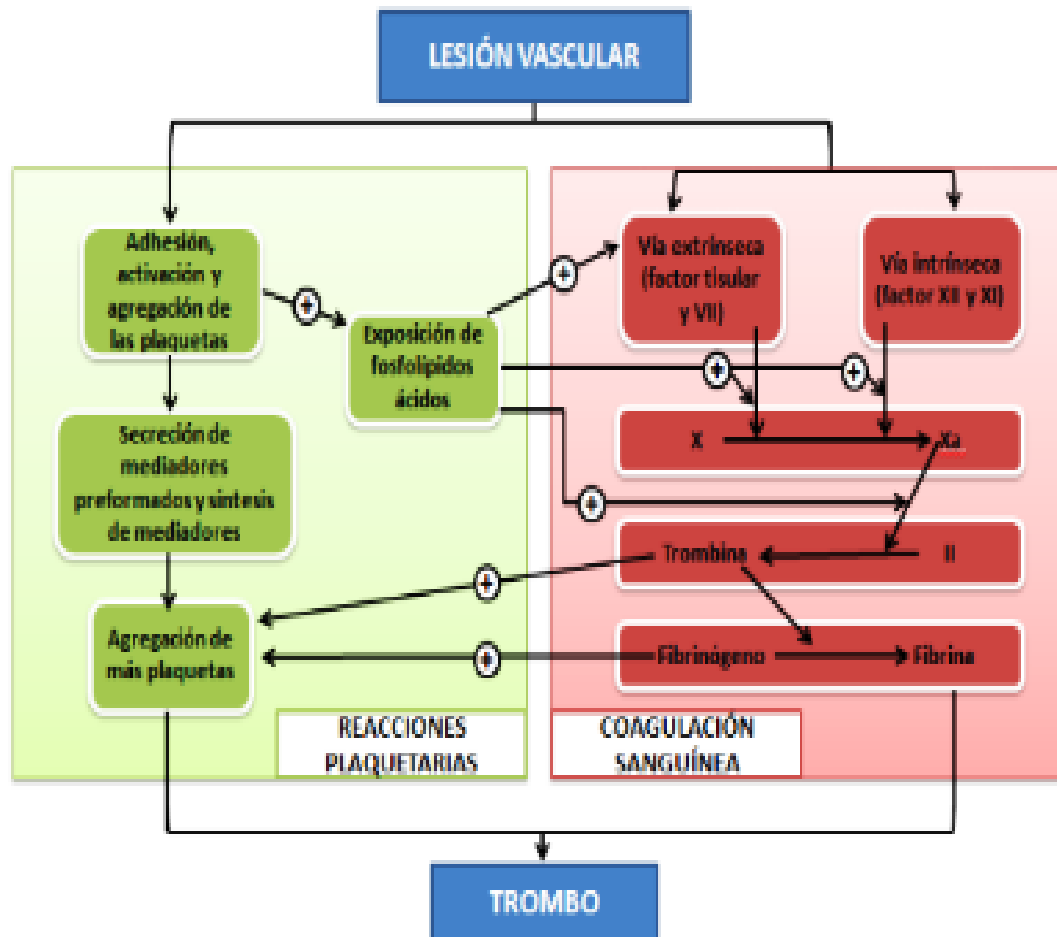 LESIÓN VASCULAR
Adhesión,
activación y
agregación de
las plaquetas
+
Exposición de
fosfolípidos
ácidos
+
Vía extrínseca
(factor tisular
y VII)
Vía intrínseca
(factor XII y XI)
+
+
Secreción de
mediadores
preformados y síntesis
de mediadores
X
Xa
+
Trombina
II
+
Agregación de
más plaquetas
+
Fibrinógeno
Fibrina
REACCIONES
PLAQUETARIAS
COAGULACIÓN
SANGUÍNEA
TROMBO